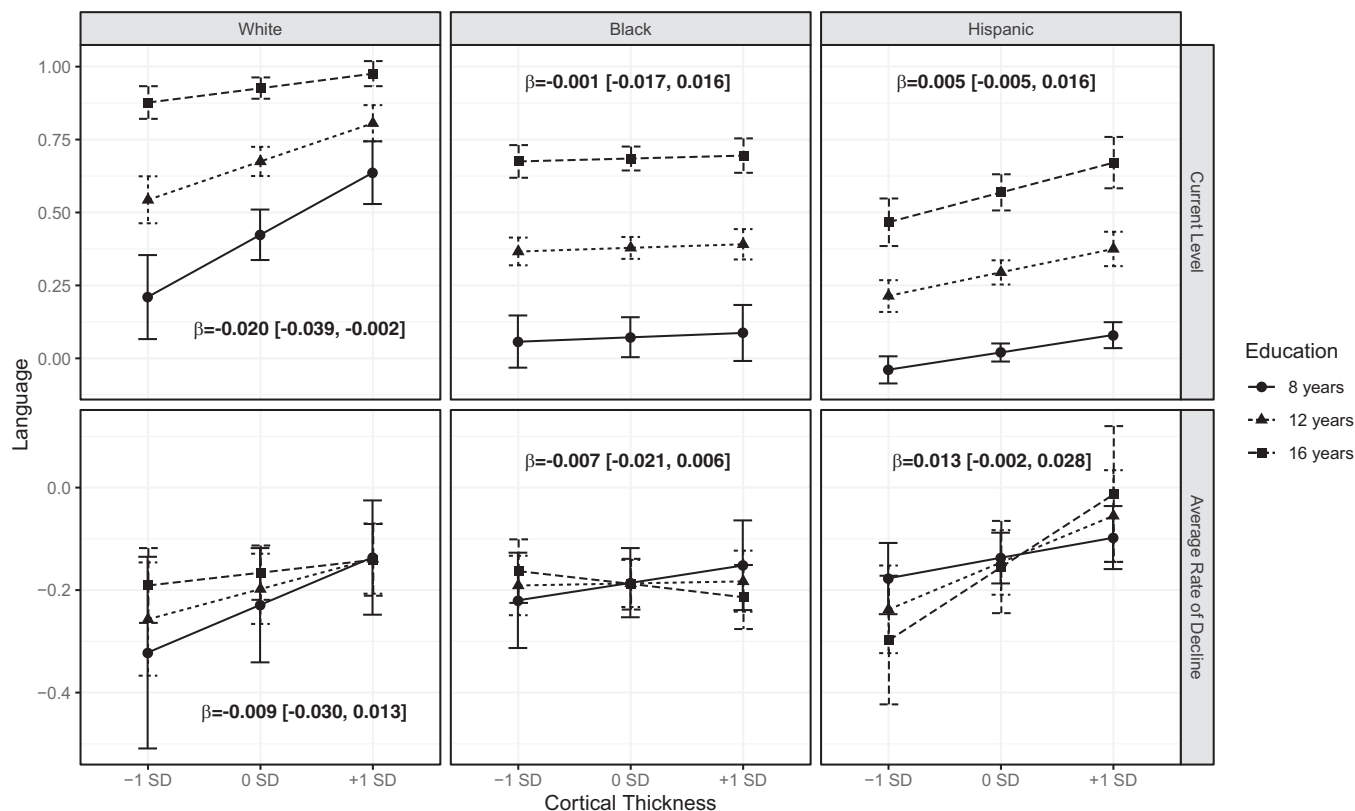 White
Black
Hispanic
1.00
0.75
0.50
0.25
0.00
β=-0.020 [-0.039, -0.002]
β=-0.001 [-0.017, 0.016]
β=0.005 [-0.005, 0.016]
Current Level
Language
0.0
−0.2
−0.4
β=-0.009 [-0.030, 0.013]
β=-0.007 [-0.021, 0.006]
β=0.013 [-0.002, 0.028]
Average Rate of Decline
−1 SD 0 SD +1 SD
−1 SD 0 SD +1 SD
−1 SD 0 SD +1 SD
Cortical Thickness
Education
8 years
12 years
16 years